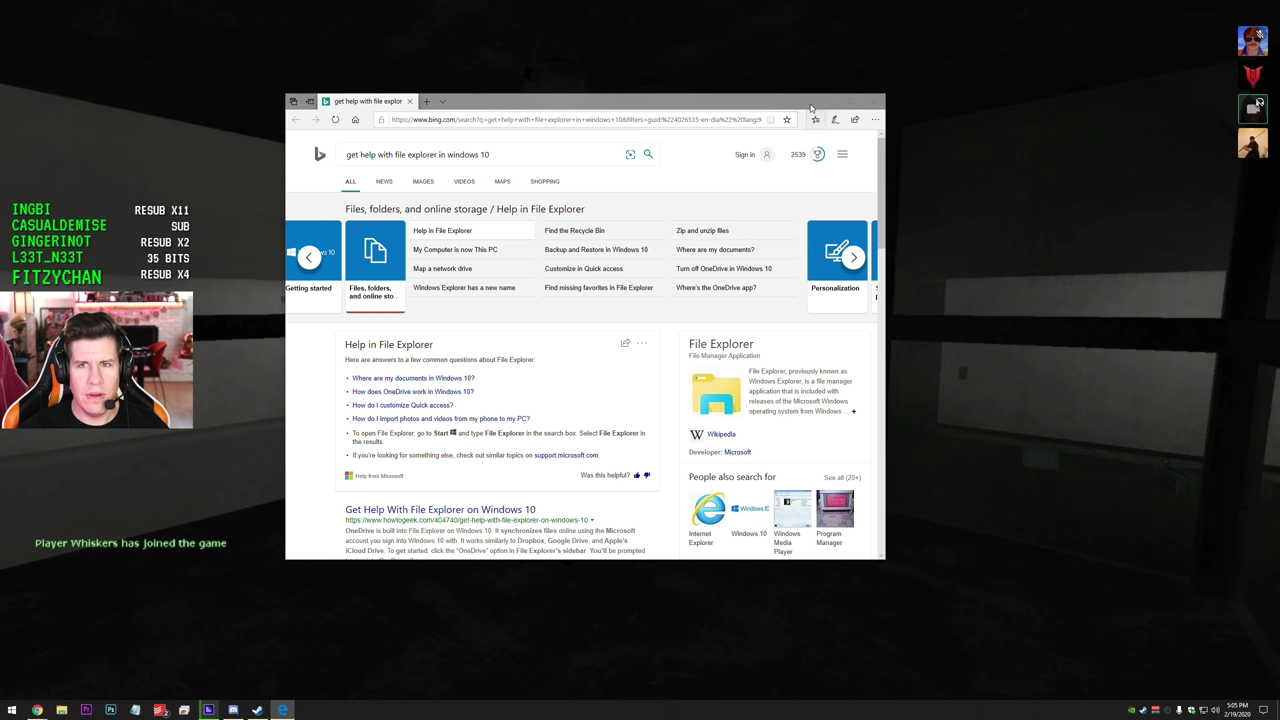 get help with file explor
https://www.bing.com/search?q=get+help+with+file+explorer+in+windows+10&filters=guid:%224026535-en-dia%22%20lang:%
get help with file explorer in windows 10
Sign in
2539
ALL
NEWS
IMAGES
VIDEOS
MAPS
SHOPPING
Files, folders, and online storage / Help in File Explorer
10
Getting started
Files, folders,
and online sto...
Help in File Explorer
Find the Recycle Bin
Zip and unzip files
My Computer is now This PC
Backup and Restore in Windows 10
Where are my documents?
Map a network drive
Customize in Quick access
Turn off OneDrive in Windows 10
Windows Explorer has a new name
Find missing favorites in File Explorer
Where's the OneDrive app?
Personalization
INGBI RESUB X11
CASUALDEMISE SUB
GINGERINOT RESUB X2
L33T_N33T 35 BITS
FITZYCHAN RESUB X4
Player Whiskers has joined the game
Help in File Explorer
Here are answers to a few common questions about File Explorer:
• Where are my documents in Windows 10?
• How does OneDrive work in Windows 10?
• How do I customize Quick access?
• How do I import photos and videos from my phone to my PC?
• To open File Explorer, go to Start and type File Explorer in the search box. Select File Explorer in
the results.
• If you're looking for something else, check out similar topics on support.microsoft.com.
Help from Microsoft
Was this helpful?
Get Help With File Explorer on Windows 10
https://www.howtogeek.com/404740/get-help-with-file-explorer-on-windows-10
OneDrive is built into File Explorer on Windows 10. It synchronizes files online using the Microsoft
account you sign into Windows 10 with. It works similarly to Dropbox, Google Drive, and Apple's
iCloud Drive. To get started, click the "OneDrive" option in File Explorer's sidebar. You'll be prompted
File Explorer
File Manager Application
File Explorer, previously known as
Windows Explorer, is a file manager
application that is included with
releases of the Microsoft Windows
operating system from Windows ... +
W Wikipedia
Developer: Microsoft
People also search for
See all (20+)
Windows 10
Internet
Explorer
Windows 10
Windows
Media
Player
Program
Manager
5:05 PM
2/19/2020